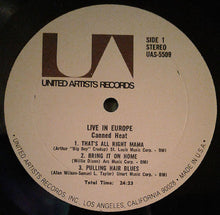 UA
UNITED ARTISTS RECORDS
SIDE 1
STEREO
UAS-5509
LIVE IN EUROPE
Canned Heat
1. THAT'S ALL RIGHT MAMA
(Arthur "Big Boy" Crudup) St. Louis Music Corp. - BMI
2. BRING IT ON HOME
(Willie Dixon) Arc Music Corp. - BMI
3. PULLING HAIR BLUES
(Alan Wilson-Samuel L. Taylor) Unart Music Corp. - BMI
Total Time: 24:33
UNITED ARTISTS RECORDS, INC. LOS ANGELES, CALIFORNIA 90028 • MADE IN U.S.A.